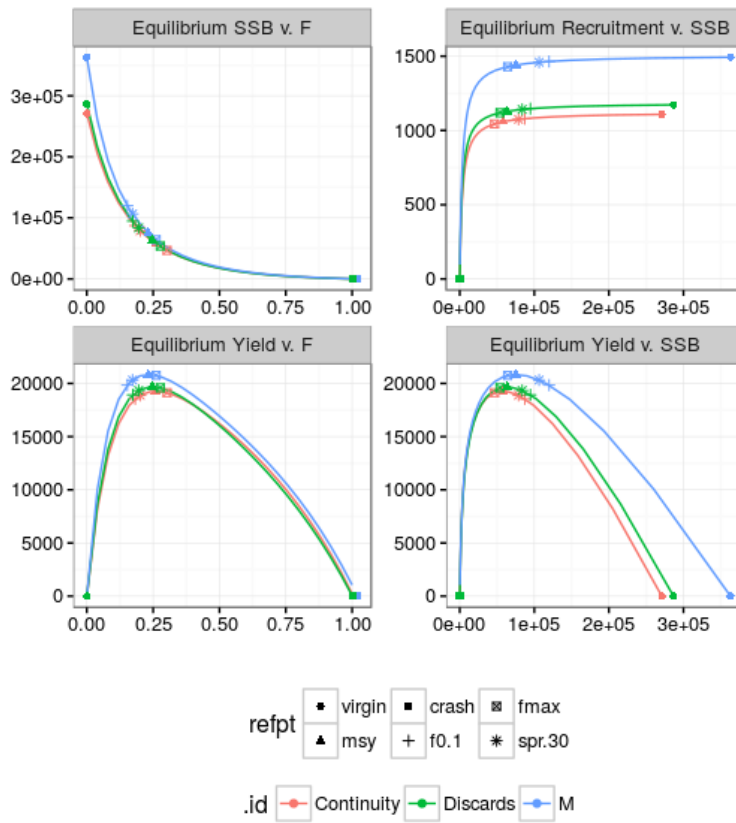 Equilibrium SSB v. F
Equilibrium Recruitment v. SSB
3e+05
2e+05
1e+05
0e+00
0.00 0.25 0.50 0.75 1.00
1500
1000
500
0
0e+00 1e+05 2e+05 3e+05
Equilibrium Yield v. F
Equilibrium Yield v. SSB
20000
15000
10000
5000
0
0.00 0.25 0.50 0.75 1.00
20000
15000
10000
5000
0
0e+00 1e+05 2e+05 3e+05
refpt
virgin crash fmax
msy f0.1 spr.30
.id Continuity Discards M